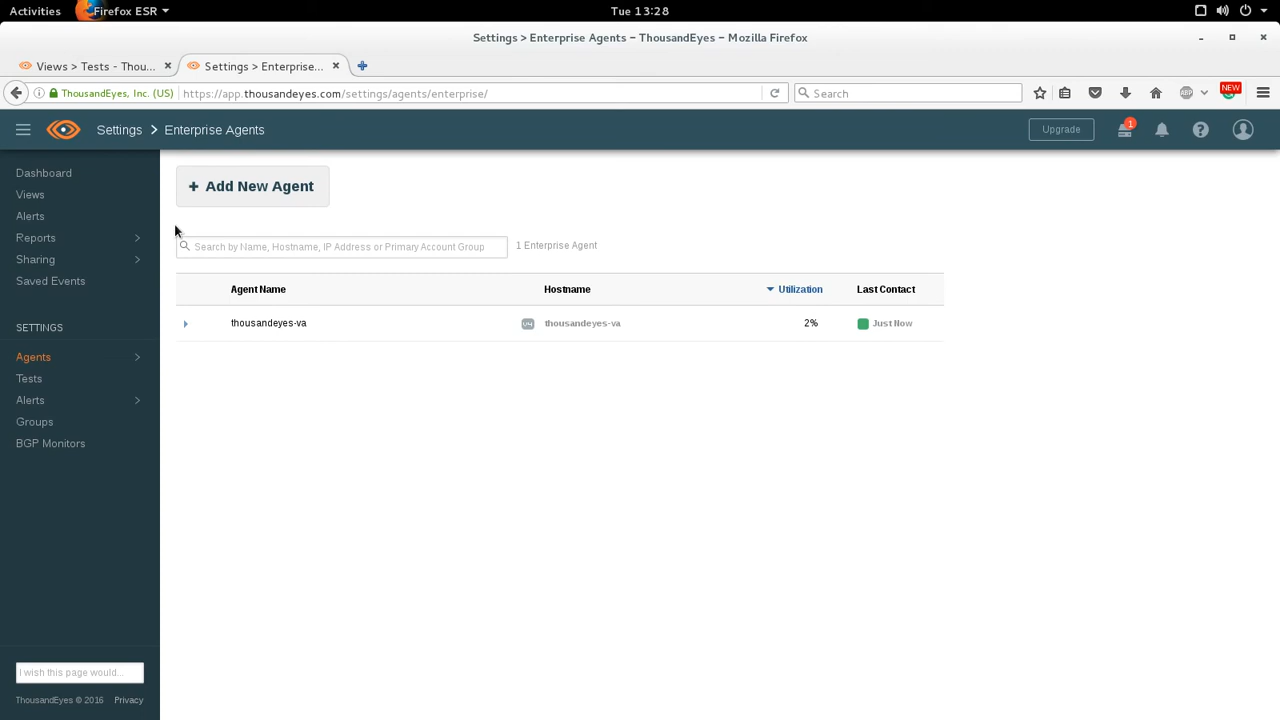 Activities
Firefox ESR
Tue 13:28
Settings > Enterprise Agents – ThousandEyes – Mozilla Firefox
Views > Tests - Thou...
Settings > Enterprise...
ThousandEyes, Inc. (US)
https://app.thousandeyes.com/settings/agents/enterprise/
Search
NEW
Settings > Enterprise Agents
Upgrade
1
Dashboard
Views
Alerts
Reports
Sharing
Saved Events
SETTINGS
Agents
Tests
Alerts
Groups
BGP Monitors
I wish this page would...
ThousandEyes © 2016 Privacy
+ Add New Agent
Search by Name, Hostname, IP Address or Primary Account Group
1 Enterprise Agent
Agent Name Hostname Utilization Last Contact
thousandeyes-va thousandeyes-va 2% Just Now